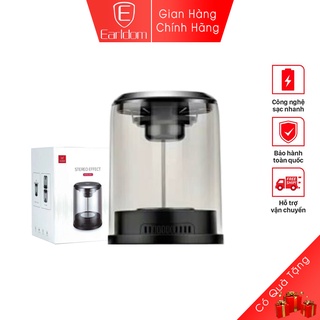 E
Earldom
Gian Hàng
Chính Hãng
Công nghệ
sạc nhanh
Bảo hành
toàn quốc
FREE
Hỗ trợ
vận chuyển
STEREO EFFECT
Có Quà Tặng